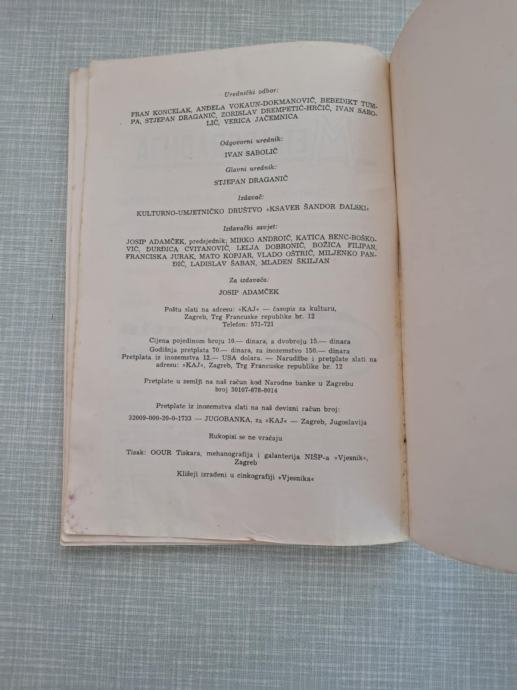 Urednički odbor:
FRAN KONCELAK, ANĐELA VOKAUN-DOKMANOVIĆ, BEBEDIKT TUM-
PA, STJEPAN DRAGANIĆ, ZORISLAV DREMPETIĆ-HRČIĆ, IVAN SABO-
LIĆ, VERICA JAČEMNICA
Odgovorni urednik:
IVAN SABOLIĆ
Glavni urednik:
STJEPAN DRAGANIĆ
Izdavač:
KULTURNO-UMJETNIČKO DRUŠTVO »KSAVER ŠANDOR ĐALSKI«
Izdavački savjet:
JOSIP ADAMČEK, predsjednik; MIRKO ANDROIĆ, KATICA BENC-BOŠKO-
VIĆ, ĐURĐICA CVITANOVIĆ, LELJA DOBRONIĆ, BOŽICA FILIPAN,
FRANCISKA JURAK, MATO KOPJAR, VLADO OŠTRIĆ, MILJENKO PAN-
ĐIĆ, LADISLAV ŠABAN, MLADEN ŠKILJAN
Za izdavača:
JOSIP ADAMČEK
Poštu slati na adresu: »KAJ« — časopis za kulturu,
Zagreb, Trg Francuske republike br. 12
Telefon: 571-721
Cijena pojedinom broju 10.— dinara, a dvobroju 15.— dinara
Godišnja pretplata 70.— dinara, za inozemstvo 150.— dinara
Pretplata iz inozemstva 12.— USA dolara. — Narudžbe i pretplate slati na
adresu: »KAJ«, Zagreb, Trg Francuske republike br. 12
Pretplate u zemlji na naš račun kod Narodne banke u Zagrebu
broj 30107-678-8014
Pretplate iz inozemstva slati na naš devizni račun broj:
32009-000-20-0-1733 — JUGOBANKA, za »KAJ« — Zagreb, Jugoslavija
Rukopisi se ne vraćaju
Tisak: OOUR Tiskara, mehanografija i galanterija NIŠP-a »Vjesnik«,
Zagreb
Klišeji izrađeni u cinkografiji »Vjesnika«